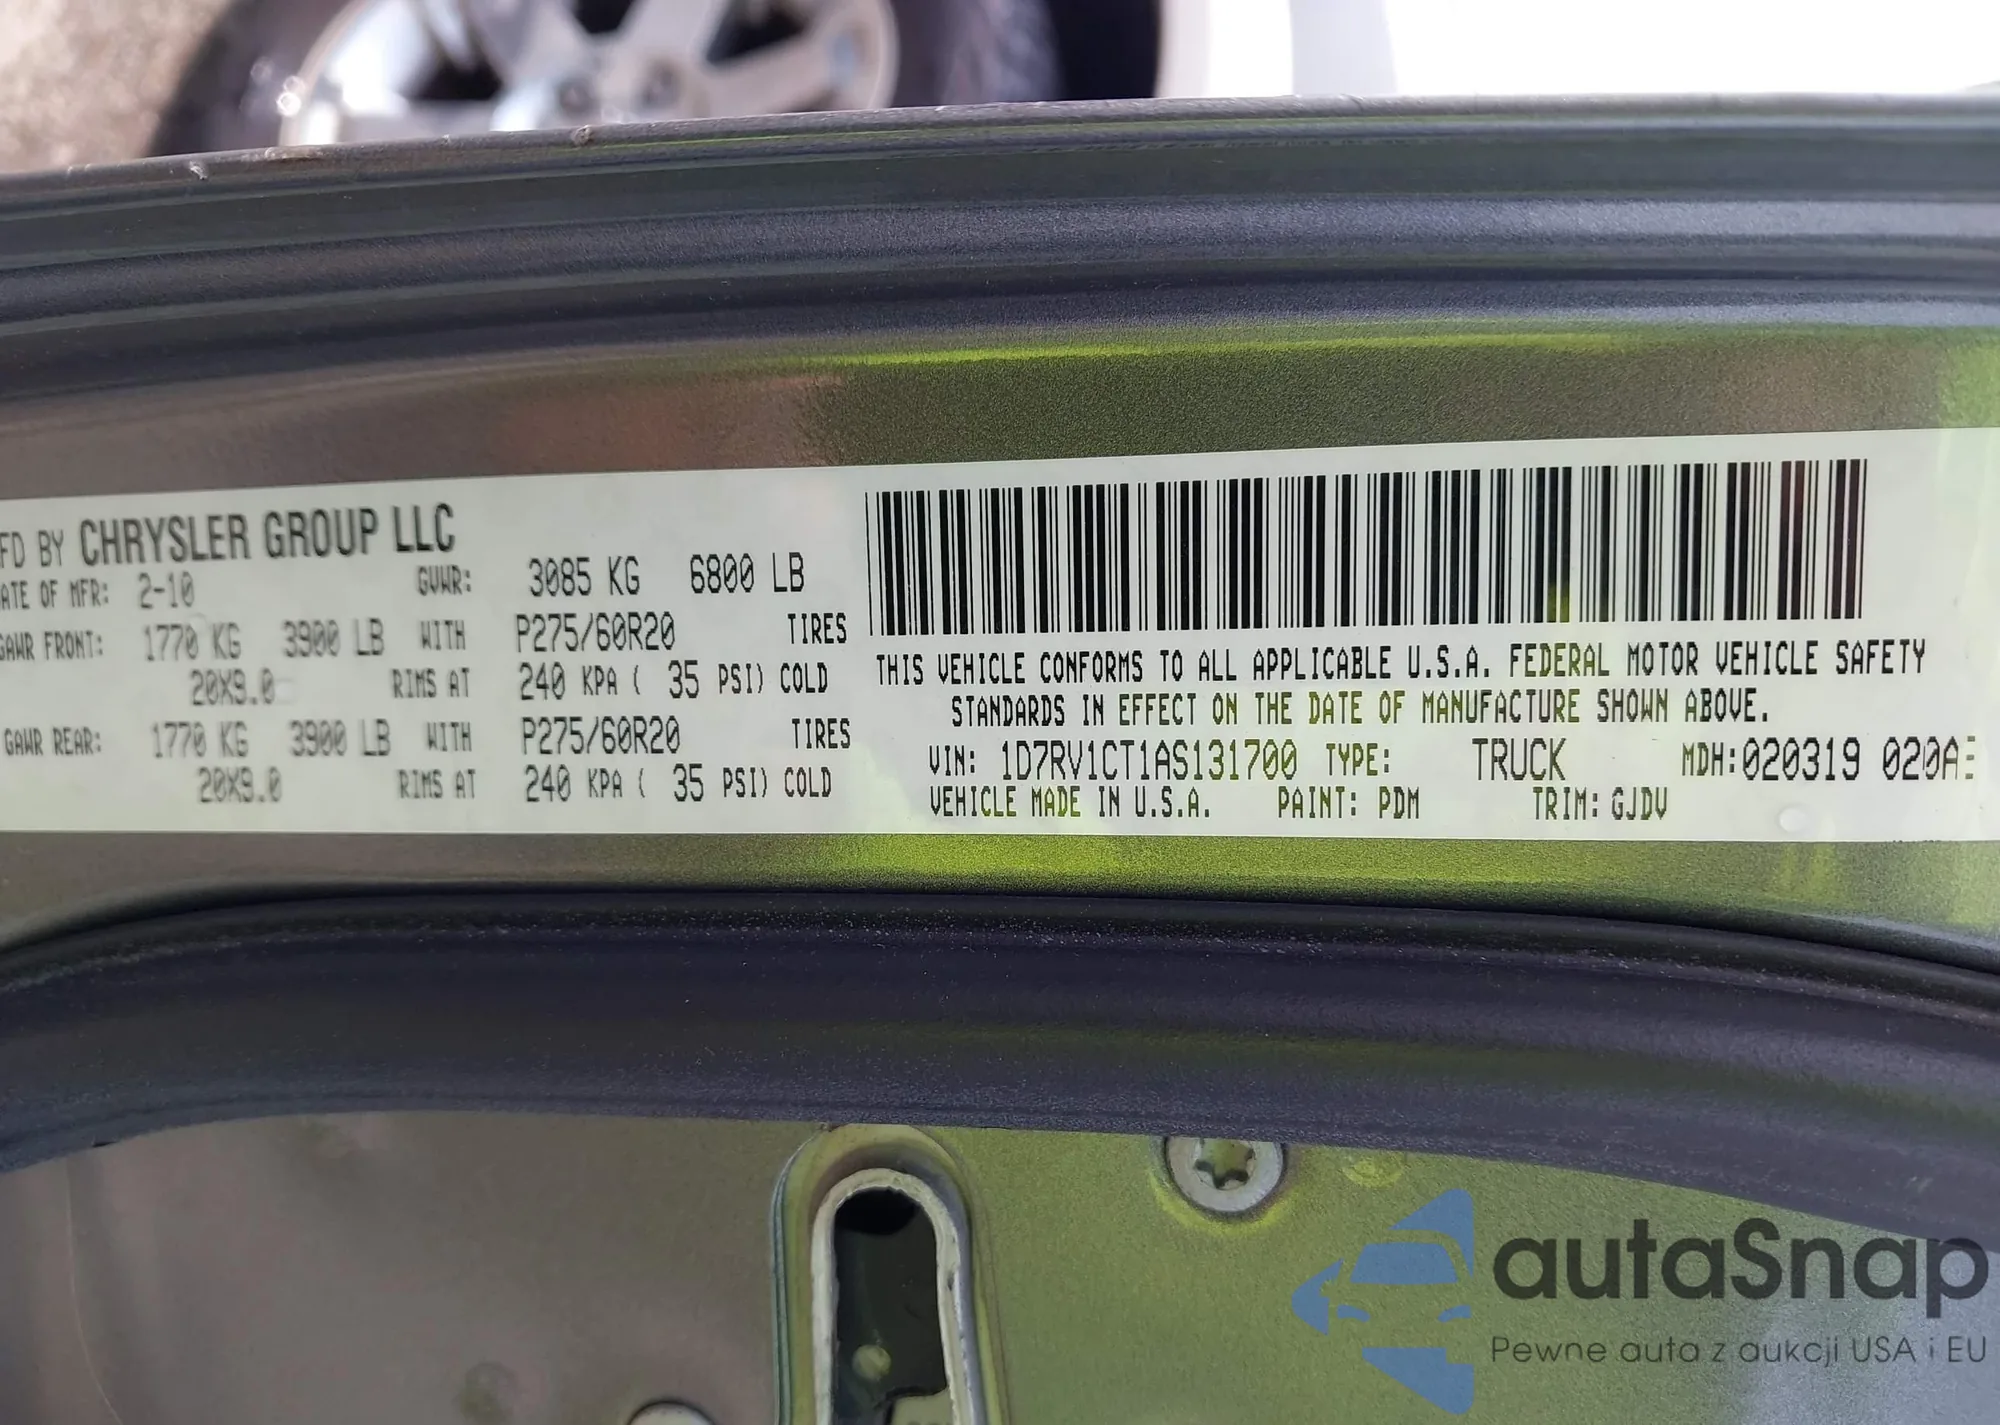 FD BY CHRYSLER GROUP LLC
ATE OF MFR: 2-10 GVWR: 3085 KG 6800 LB
GAWR FRONT: 1770 KG 3900 LB WITH P275/60R20 TIRES
20X9.0 RIMS AT 240 KPA ( 35 PSI) COLD
GAWR REAR: 1770 KG 3900 LB WITH P275/60R20 TIRES
20X9.0 RIMS AT 240 KPA ( 35 PSI) COLD
THIS VEHICLE CONFORMS TO ALL APPLICABLE U.S.A. FEDERAL MOTOR VEHICLE SAFETY
STANDARDS IN EFFECT ON THE DATE OF MANUFACTURE SHOWN ABOVE.
VIN: 1D7RV1CT1AS131700 TYPE: TRUCK MDH:020319 020A
VEHICLE MADE IN U.S.A. PAINT: PDM TRIM: GJDV
autaSnap
Pewne auta z aukcji USA i EU